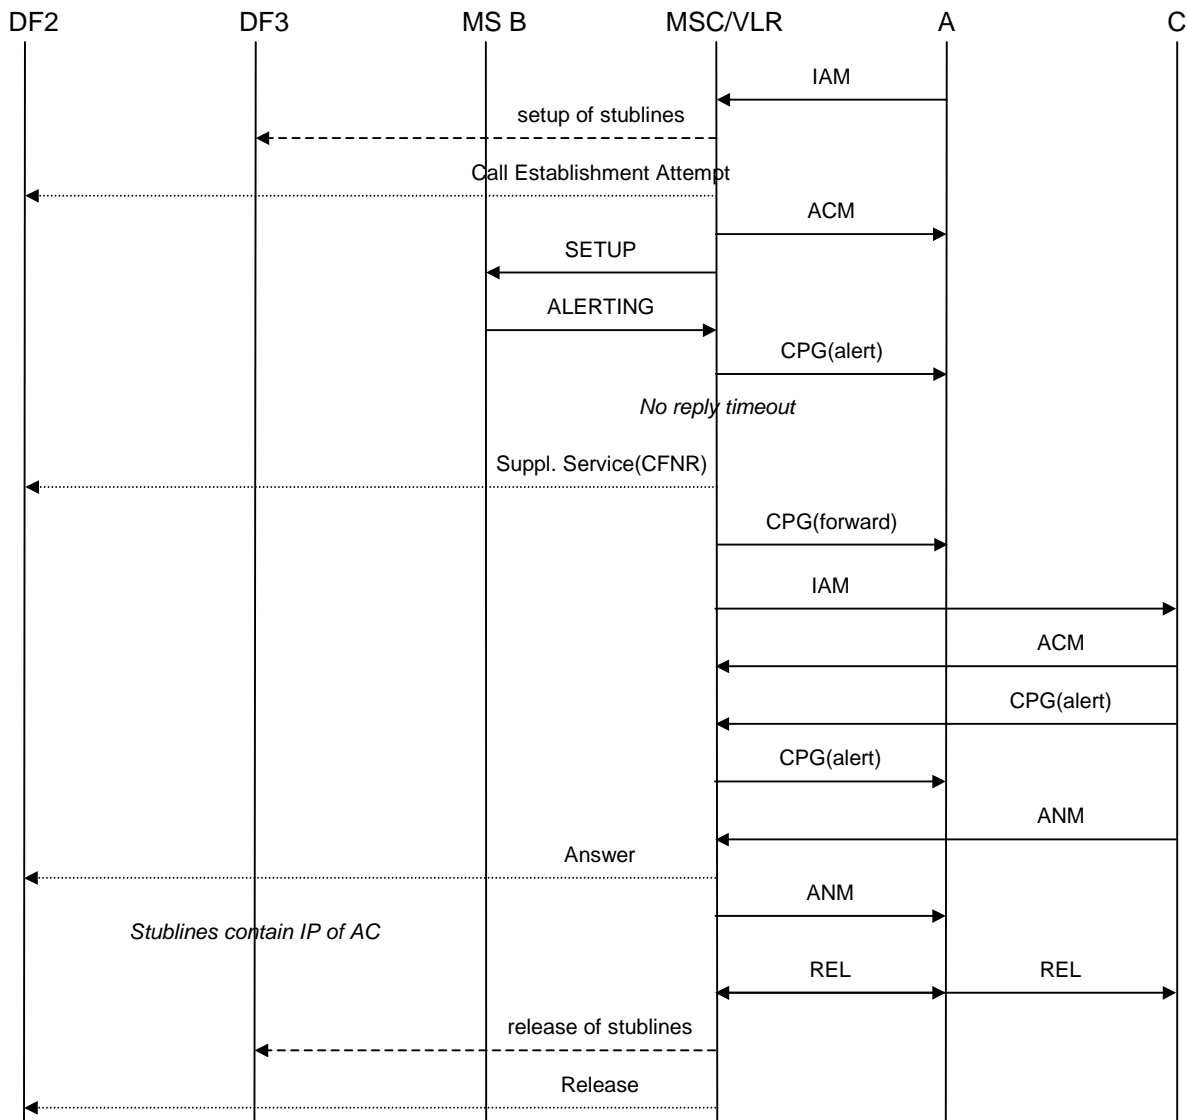 DF2 DF3 MS B MSC/VLR A C
IAM
setup of stublines
Call Establishment Attempt
ACM
SETUP
ALERTING
CPG(alert)
No reply timeout
Suppl. Service(CFNR)
CPG(forward)
IAM
ACM
CPG(alert)
CPG(alert)
ANM
Answer
ANM
Stublines contain IP of AC
REL REL
release of stublines
Release